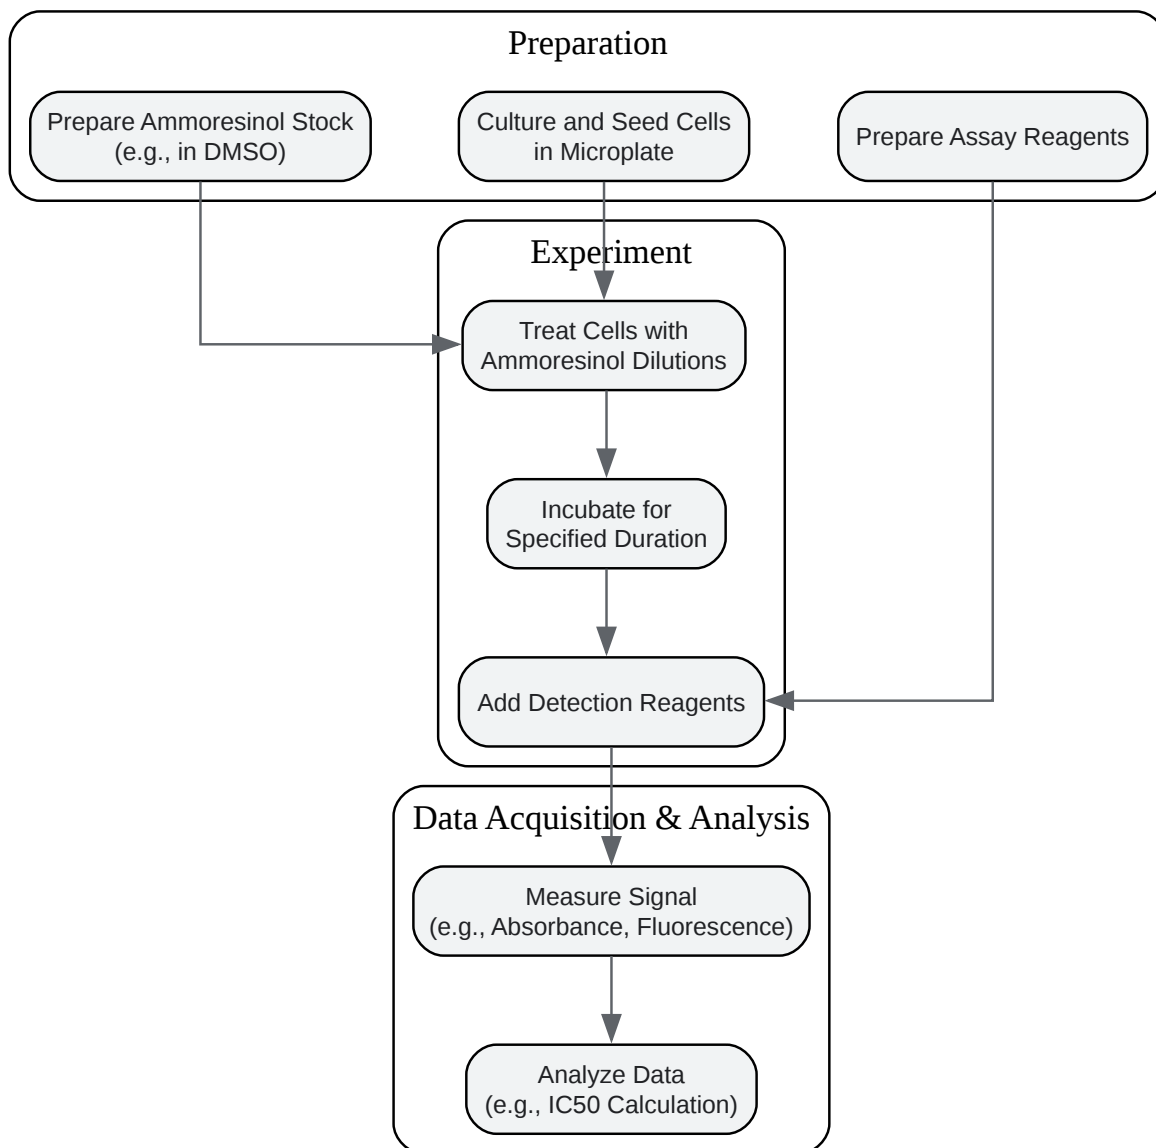 Preparation
Prepare Ammoresinol Stock
(e.g., in DMSO)
Culture and Seed Cells
in Microplate
Prepare Assay Reagents
Experiment
Treat Cells with
Ammoresinol Dilutions
Incubate for
Specified Duration
Add Detection Reagents
Data Acquisition & Analysis
Measure Signal
(e.g., Absorbance, Fluorescence)
Analyze Data
(e.g., IC50 Calculation)